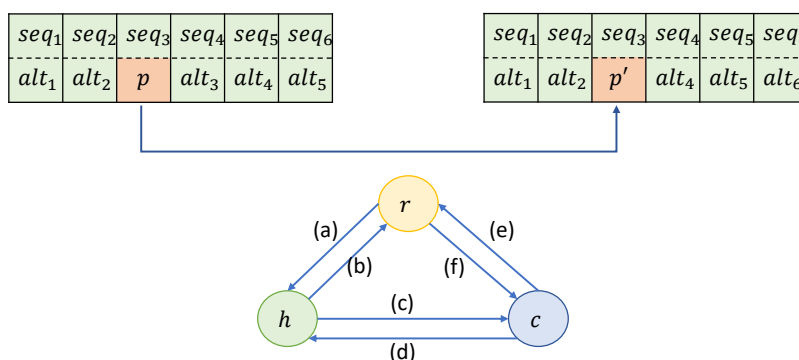 seq₁ seq₂ seq₃ seq₄ seq₅ seq₆ seq₁ seq₂ seq₃ seq₄ seq₅ seq
alt₁ alt₂ p alt₃ alt₄ alt₅ alt₁ alt₂ p′ alt₄ alt₅ alt₆
r
(a) (e)
(b) (f)
h (c) c
(d)